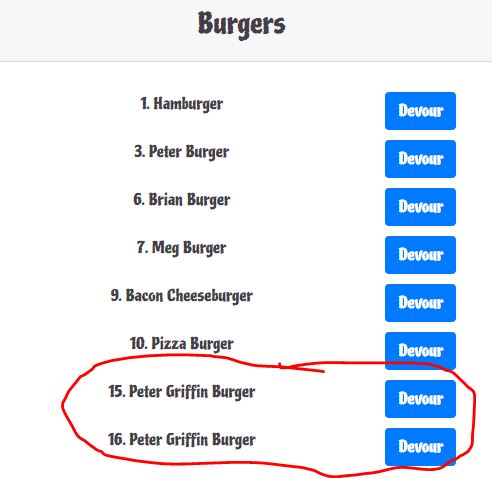 Burgers
1. Hamburger Devour
3. Peter Burger Devour
6. Brian Burger Devour
7. Meg Burger Devour
9. Bacon Cheeseburger Devour
10. Pizza Burger Devour
15. Peter Griffin Burger Devour
16. Peter Griffin Burger Devour